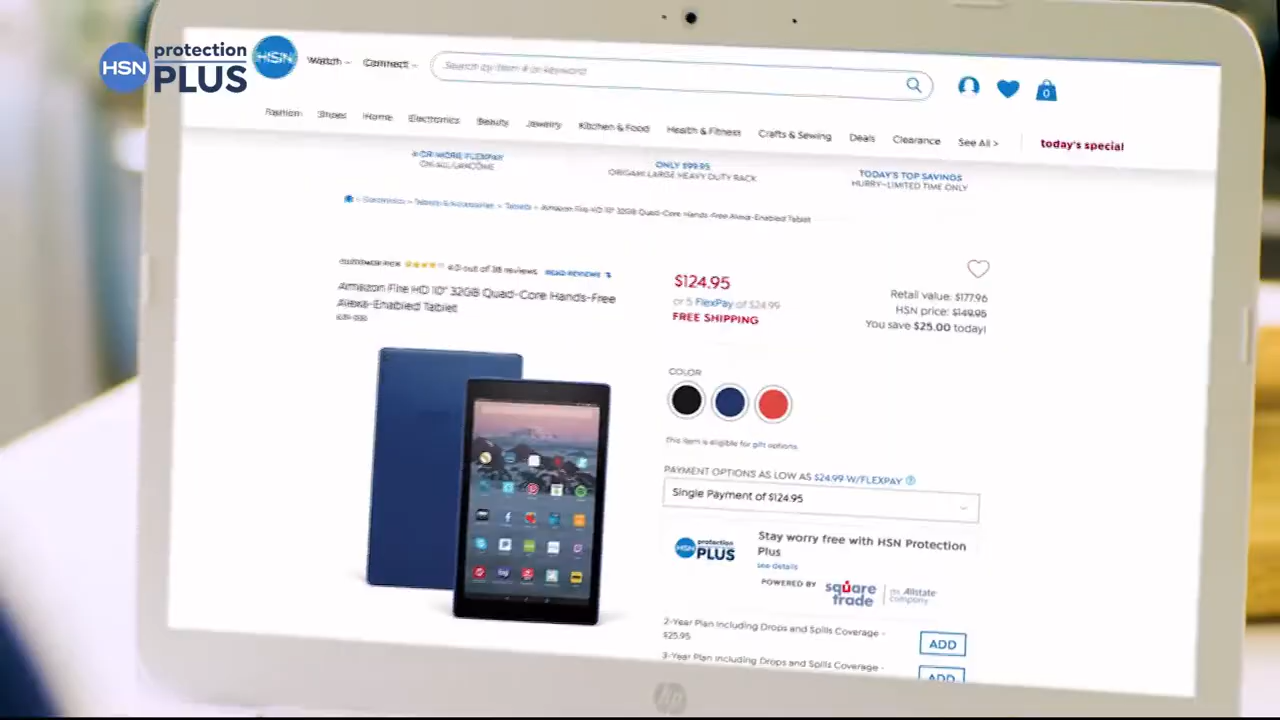 HSN protection PLUS
HSN Watch Connect Search by item # or keyword 0
Fashion Shoes Home Electronics Beauty Jewelry Kitchen & Food Health & Fitness Crafts & Sewing Deals Clearance See All > today's special
4 OR MORE FLEXPAY
ON ALL LANCÔME
ONLY $99.95
ORIGAMI LARGE HEAVY DUTY RACK
TODAY'S TOP SAVINGS
HURRY–LIMITED TIME ONLY
> Electronics > Tablets & Accessories > Tablets > Amazon Fire HD 10" 32GB Quad-Core Hands-Free Alexa-Enabled Tablet
CUSTOMER PICK 4.0 out of 38 reviews READ REVIEWS
Amazon Fire HD 10" 32GB Quad-Core Hands-Free
Alexa-Enabled Tablet
$124.95
or 5 FlexPay of $24.99
FREE SHIPPING
Retail value: $177.96
HSN price: $149.95
You save $25.00 today!
COLOR
This item is eligible for gift options.
PAYMENT OPTIONS AS LOW AS $24.99 W/FLEXPAY ?
Single Payment of $124.95
HSN protection PLUS
Stay worry free with HSN Protection
Plus
see details
POWERED BY square trade an Allstate company
2-Year Plan Including Drops and Spills Coverage -
$25.95
ADD
3-Year Plan Including Drops and Spills Coverage -
ADD
hp